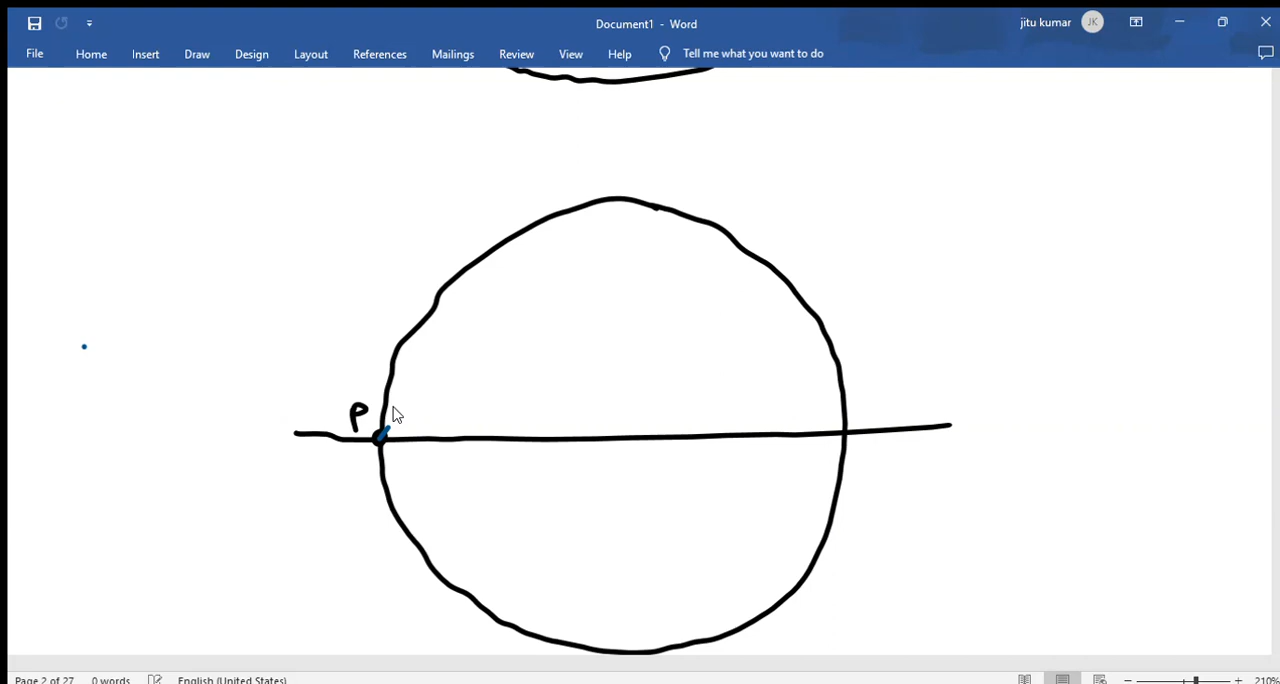 Document1 - Word
jitu kumar JK
File Home Insert Draw Design Layout References Mailings Review View Help Tell me what you want to do
P
Page 2 of 27 0 words English (United States) 210%